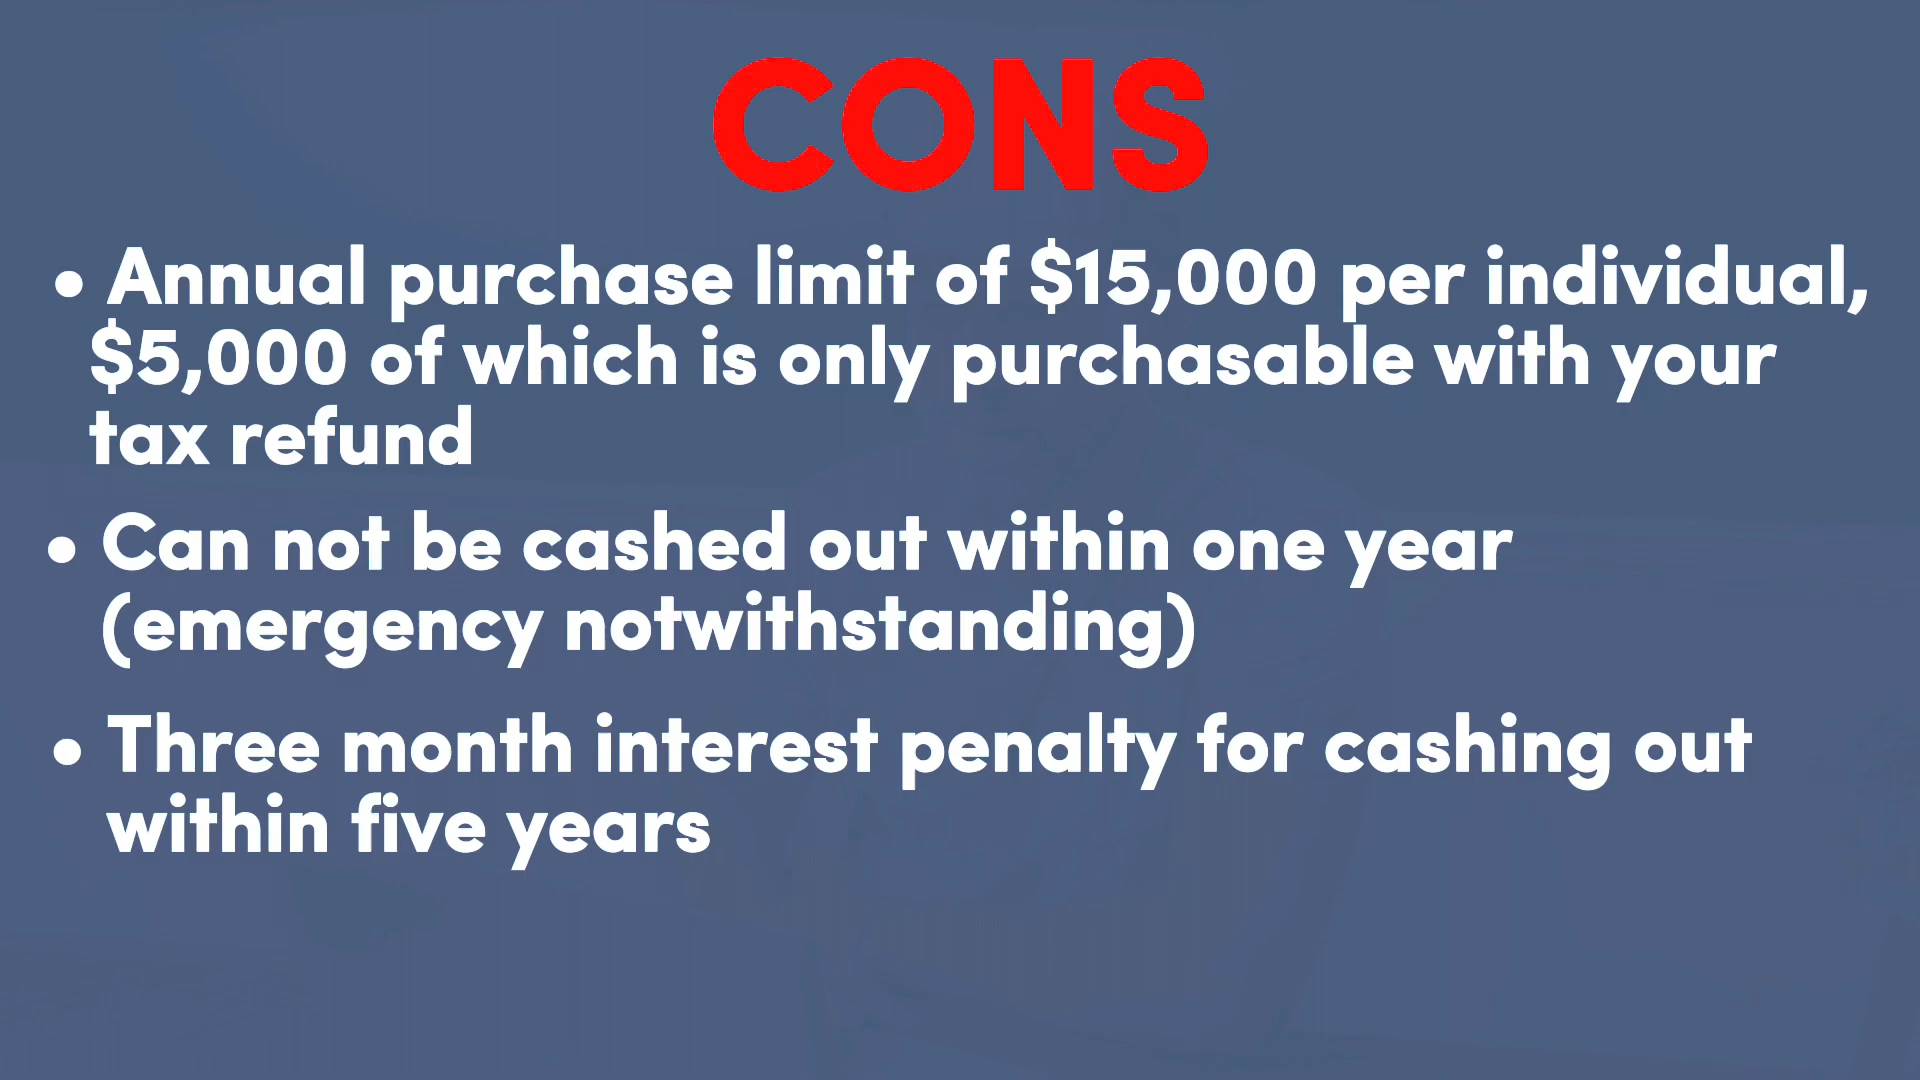 CONS
• Annual purchase limit of $15,000 per individual,
$5,000 of which is only purchasable with your
tax refund
• Can not be cashed out within one year
(emergency notwithstanding)
• Three month interest penalty for cashing out
within five years